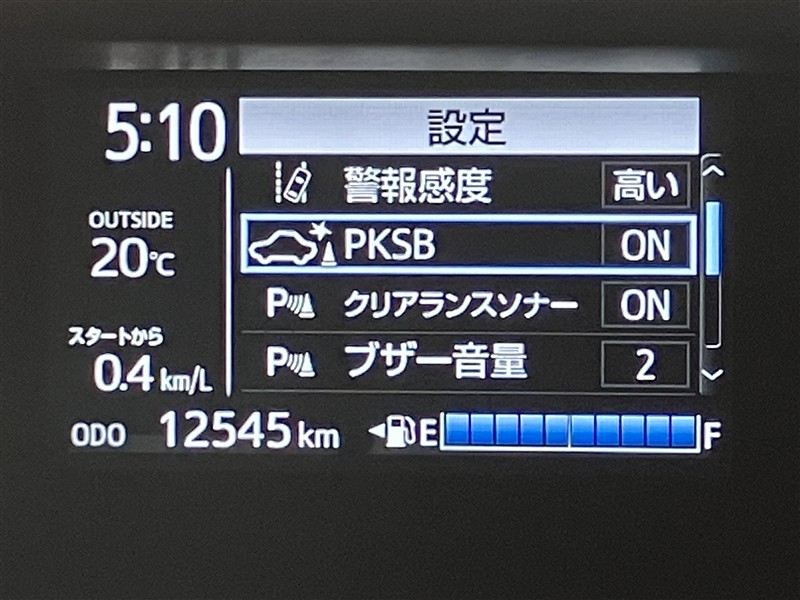 5:10
設定
警報感度 高い
OUTSIDE
20℃
PKSB ON
クリアランスソナー ON
スタートから
0.4 km/L
ブザー音量 2
ODO 12545 km
E F